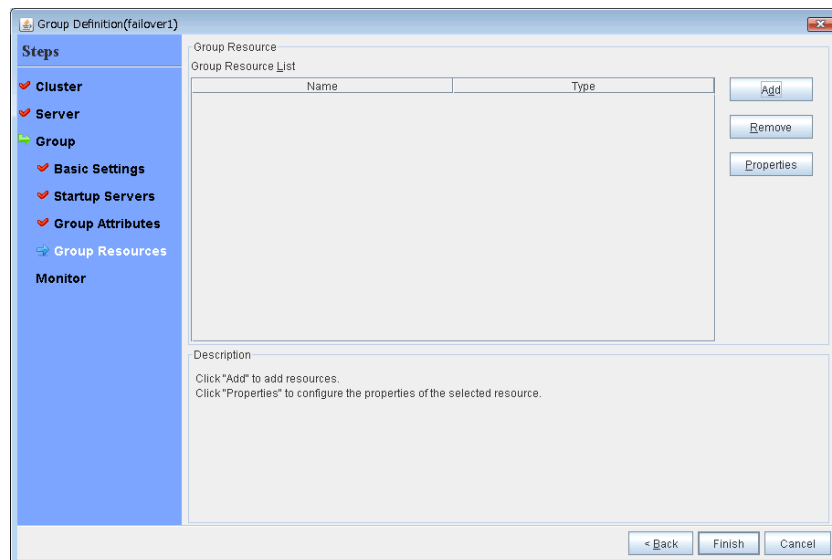 Group Definition(failover1)
Steps
Cluster
Server
Group
Basic Settings
Startup Servers
Group Attributes
Group Resources
Monitor
Group Resource
Group Resource List
Name Type
Add
Remove
Properties
Description
Click "Add" to add resources.
Click "Properties" to configure the properties of the selected resource.
< Back Finish Cancel